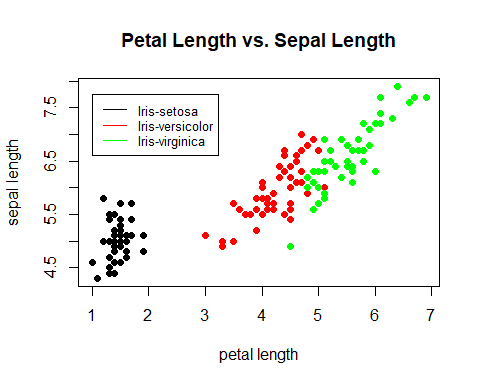 Petal Length vs. Sepal Length
Iris-setosa
Iris-versicolor
Iris-virginica
sepal length
7.5
6.5
5.5
4.5
1 2 3 4 5 6 7
petal length